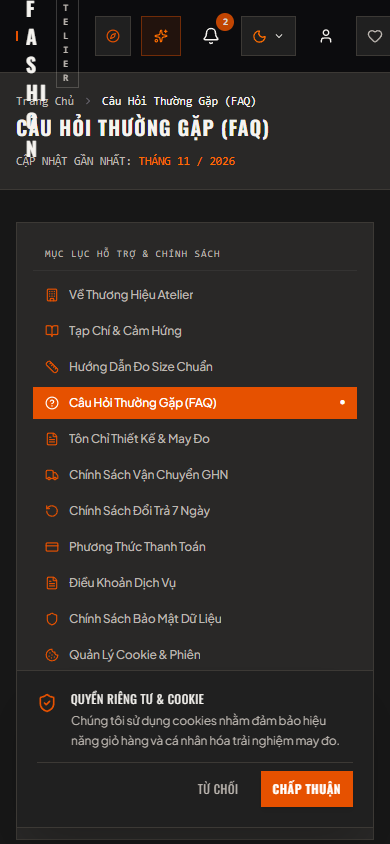 FASHION
TELIER
2
Trang Chủ > Câu Hỏi Thường Gặp (FAQ)
CÂU HỎI THƯỜNG GẶP (FAQ)
CẬP NHẬT GẦN NHẤT: THÁNG 11 / 2026
MỤC LỤC HỖ TRỢ & CHÍNH SÁCH
Về Thương Hiệu Atelier
Tạp Chí & Cảm Hứng
Hướng Dẫn Đo Size Chuẩn
Câu Hỏi Thường Gặp (FAQ)
Tôn Chỉ Thiết Kế & May Đo
Chính Sách Vận Chuyển GHN
Chính Sách Đổi Trả 7 Ngày
Phương Thức Thanh Toán
Điều Khoản Dịch Vụ
Chính Sách Bảo Mật Dữ Liệu
Quản Lý Cookie & Phiên
QUYỀN RIÊNG TƯ & COOKIE
Chúng tôi sử dụng cookies nhằm đảm bảo hiệu
năng giỏ hàng và cá nhân hóa trải nghiệm may đo.
TỪ CHỐI
CHẤP THUẬN